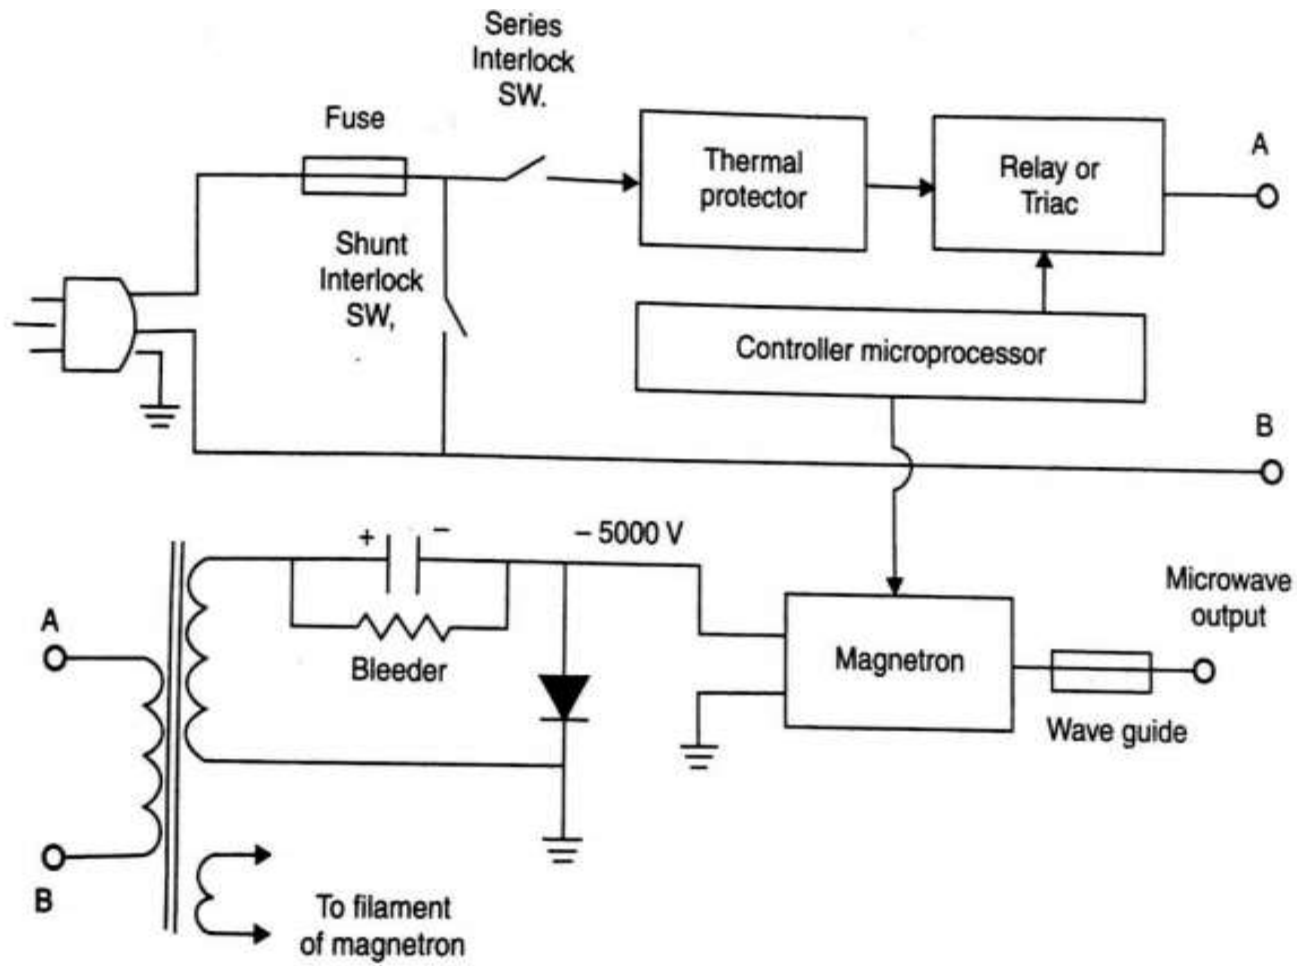 Series
Interlock
SW.
Fuse
Thermal
protector
Relay or
Triac
A
Shunt
Interlock
SW,
Controller microprocessor
B
+
–
– 5000 V
Bleeder
A
B
Magnetron
Microwave
output
Wave guide
To filament
of magnetron